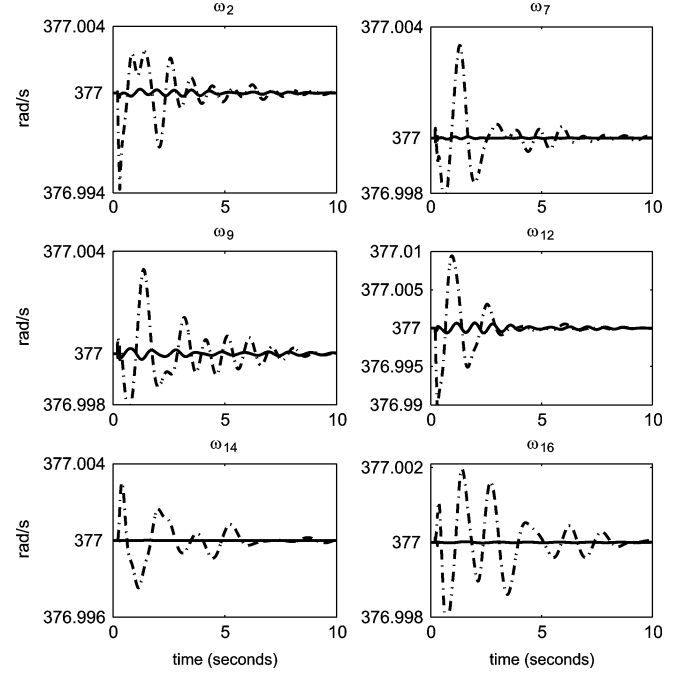 ω2 ω7
377.004 377.004
rad/s 377 377
376.994 376.998
0 5 10 0 5 10
ω9 ω12
377.004 377.01
377.005
rad/s 377 377
376.995
376.998 376.99
0 5 10 0 5 10
ω14 ω16
377.004 377.002
rad/s 377 377
376.996 376.998
0 5 10 0 5 10
time (seconds) time (seconds)